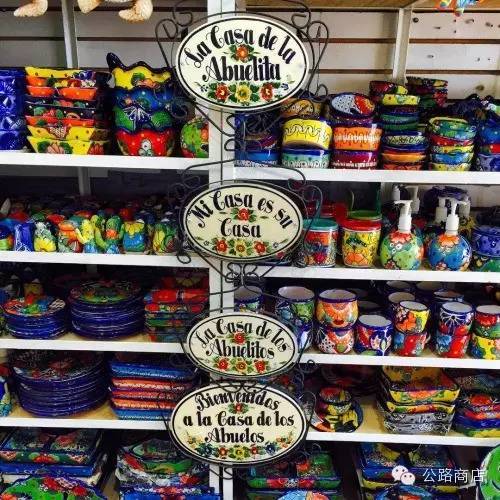 La Casa de la
Abuelita
Mi Casa es su
Casa
La Casa de los
Abuelitos
Bienvenidos
a la Casa de los
Abuelos
公路商店